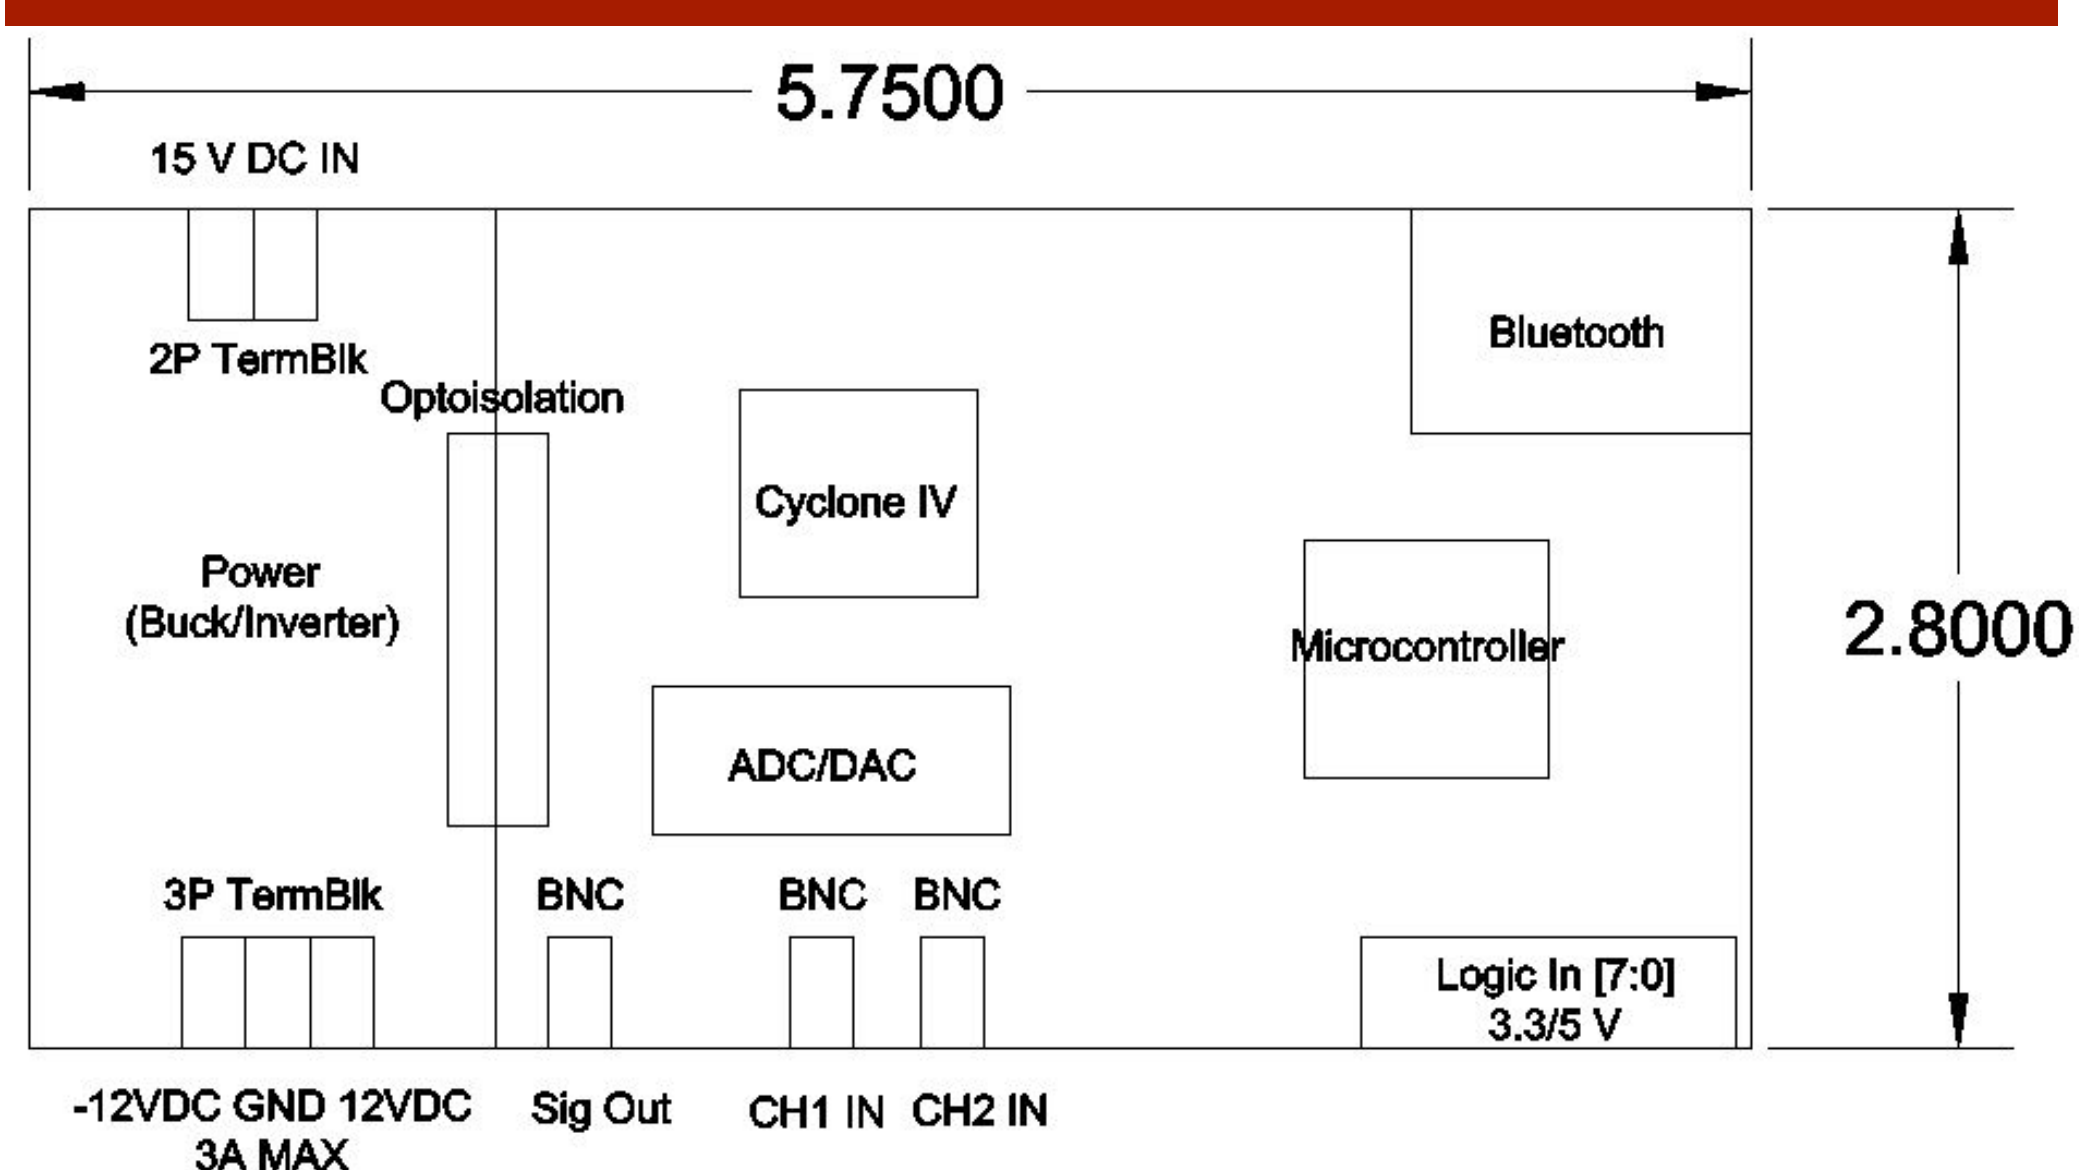 5.7500
15 V DC IN
2P TermBlk
Optoisolation
Bluetooth
Cyclone IV
Power
(Buck/Inverter)
Microcontroller
2.8000
ADC/DAC
3P TermBlk
BNC
BNC
BNC
Logic In [7:0]
3.3/5 V
-12VDC GND 12VDC
3A MAX
Sig Out
CH1 IN
CH2 IN